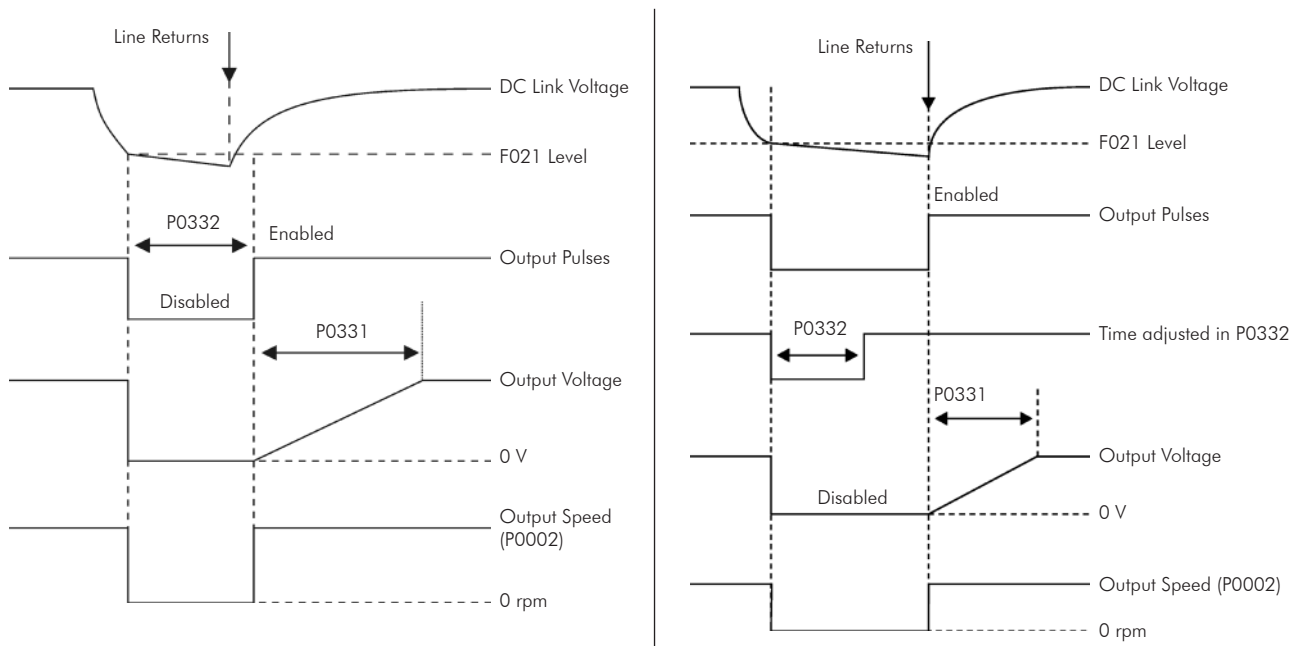 Line Returns
DC Link Voltage
F021 Level
P0332
Enabled
Output Pulses
Disabled
P0331
Output Voltage
0 V
Output Speed
(P0002)
0 rpm
Line Returns
DC Link Voltage
F021 Level
Enabled
Output Pulses
P0332
Time adjusted in P0332
P0331
Output Voltage
Disabled
0 V
Output Speed (P0002)
0 rpm